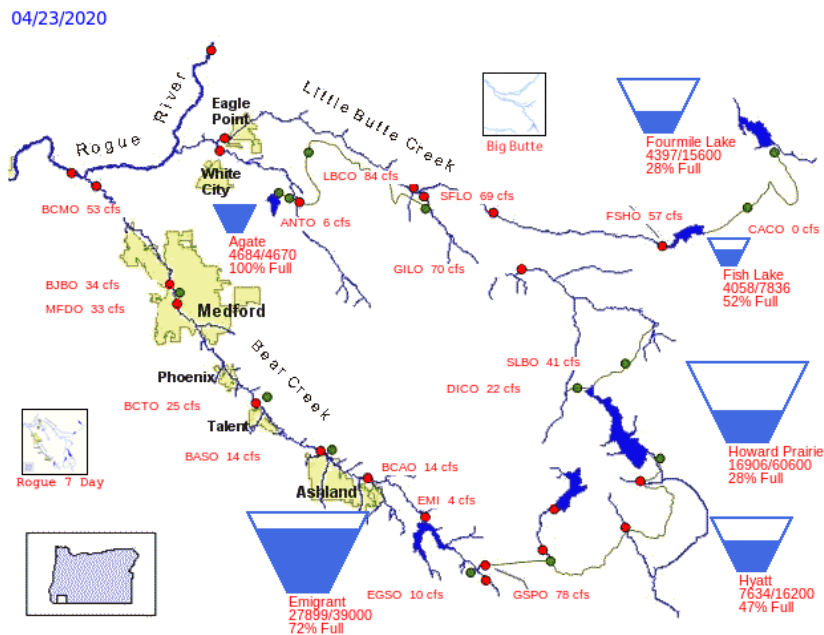 04/23/2020
Rogue River
Eagle
Point
Little Butte Creek
Big Butte
Fourmile Lake
4397/15600
28% Full
White
City
LBCO 84 cfs
SFLO 69 cfs
BCMO 53 cfs
ANTO 6 cfs
FSHO 57 cfs
CACO 0 cfs
Agate
4684/4670
100% Full
GILO 70 cfs
Fish Lake
4058/7836
52% Full
BJBO 34 cfs
MFDO 33 cfs
Medford
Bear Creek
SLBO 41 cfs
Phoenix
DICO 22 cfs
BCTO 25 cfs
Talent
Howard Prairie
16906/60600
28% Full
BASO 14 cfs
BCAO 14 cfs
Rogue 7 Day
Ashland
EMI 4 cfs
EGSO 10 cfs
GSPO 78 cfs
Hyatt
7634/16200
47% Full
Emigrant
27899/39000
72% Full